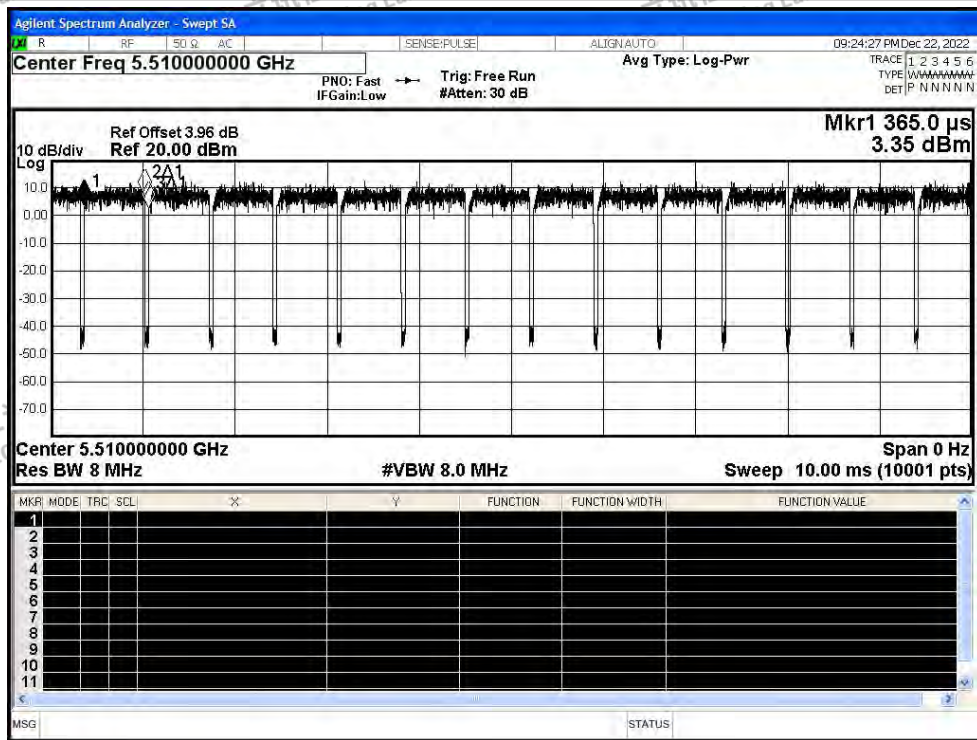 Agilent Spectrum Analyzer - Swept SA
R RF 50 Ω AC SENSE:PULSE ALIGNAUTO 09:24:27 PM Dec 22, 2022
Center Freq 5.510000000 GHz Avg Type: Log-Pwr TRACE 1 2 3 4 5 6
PNO: Fast Trig: Free Run TYPE
IFGain:Low #Atten: 30 dB DET P N N N N N
Mkr1 365.0 µs
Ref Offset 3.96 dB 3.35 dBm
10 dB/div Ref 20.00 dBm
Log
1 2Δ1
10.0
0.00
-10.0
-20.0
-30.0
-40.0
-50.0
-60.0
-70.0
Center 5.510000000 GHz Span 0 Hz
Res BW 8 MHz #VBW 8.0 MHz Sweep 10.00 ms (10001 pts)
MKR MODE TRC SCL X Y FUNCTION FUNCTION WIDTH FUNCTION VALUE
1
2
3
4
5
6
7
8
9
10
11
MSG STATUS